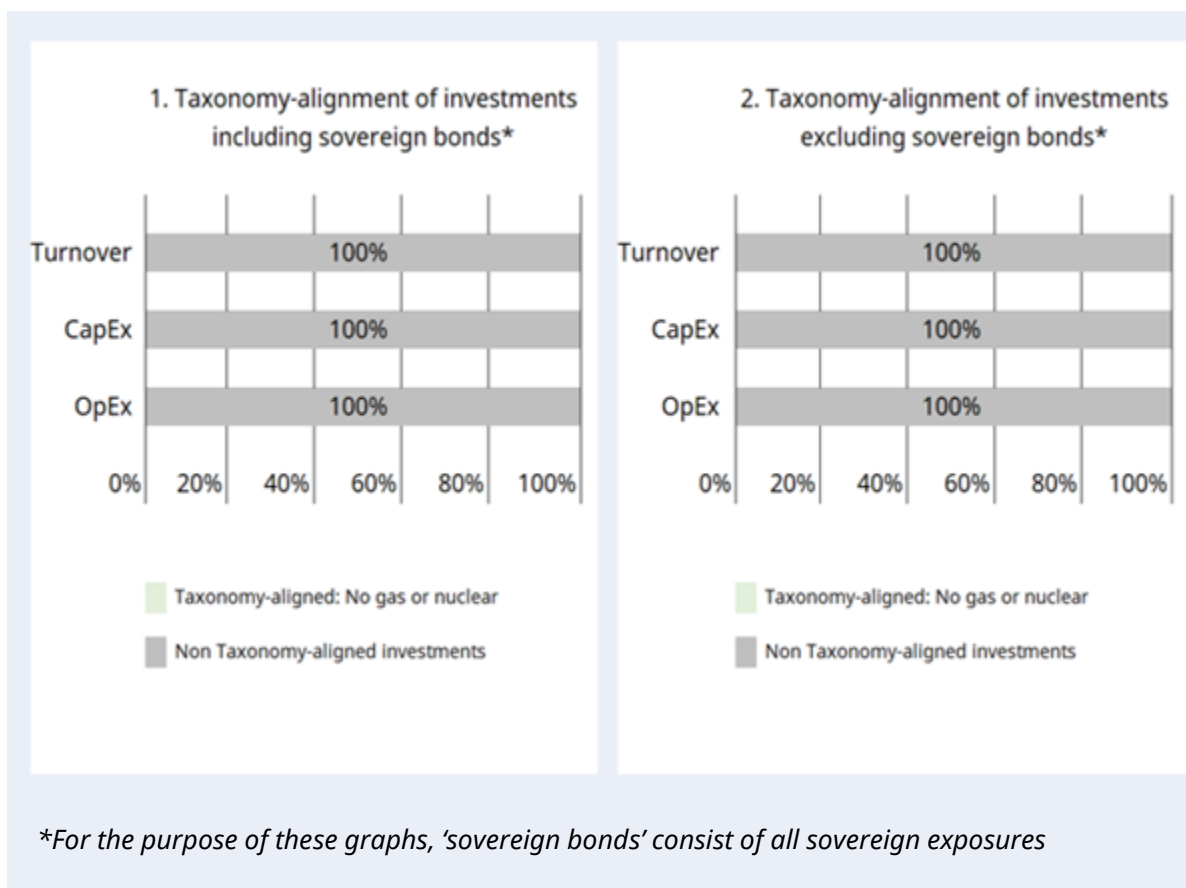 1. Taxonomy-alignment of investments
including sovereign bonds*
Turnover 100%
CapEx 100%
OpEx 100%
0% 20% 40% 60% 80% 100%
Taxonomy-aligned: No gas or nuclear
Non Taxonomy-aligned investments
2. Taxonomy-alignment of investments
excluding sovereign bonds*
Turnover 100%
CapEx 100%
OpEx 100%
0% 20% 40% 60% 80% 100%
Taxonomy-aligned: No gas or nuclear
Non Taxonomy-aligned investments
*For the purpose of these graphs, ‘sovereign bonds’ consist of all sovereign exposures